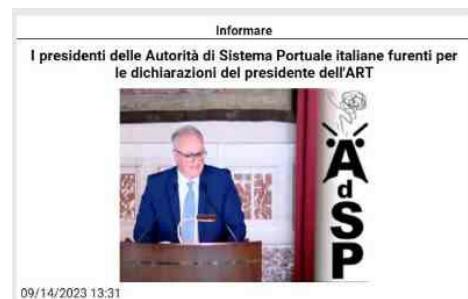 Informare
I presidenti delle Autorità di Sistema Portuale italiane furenti per
le dichiarazioni del presidente dell'ART
AdSP
09/14/2023 13:31